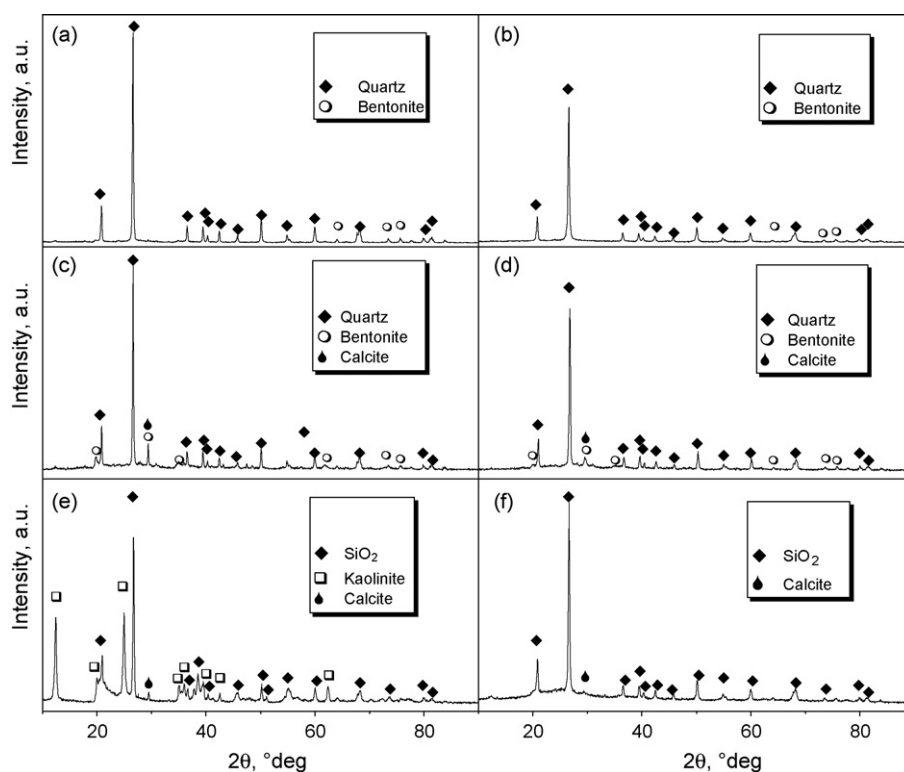 (a)
Quartz
Bentonite
(b)
Quartz
Bentonite
Intensity, a.u.
(c)
Quartz
Bentonite
Calcite
(d)
Quartz
Bentonite
Calcite
Intensity, a.u.
(e)
SiO₂
Kaolinite
Calcite
(f)
SiO₂
Calcite
Intensity, a.u.
20 40 60 80 20 40 60 80
2θ, °deg 2θ, °deg